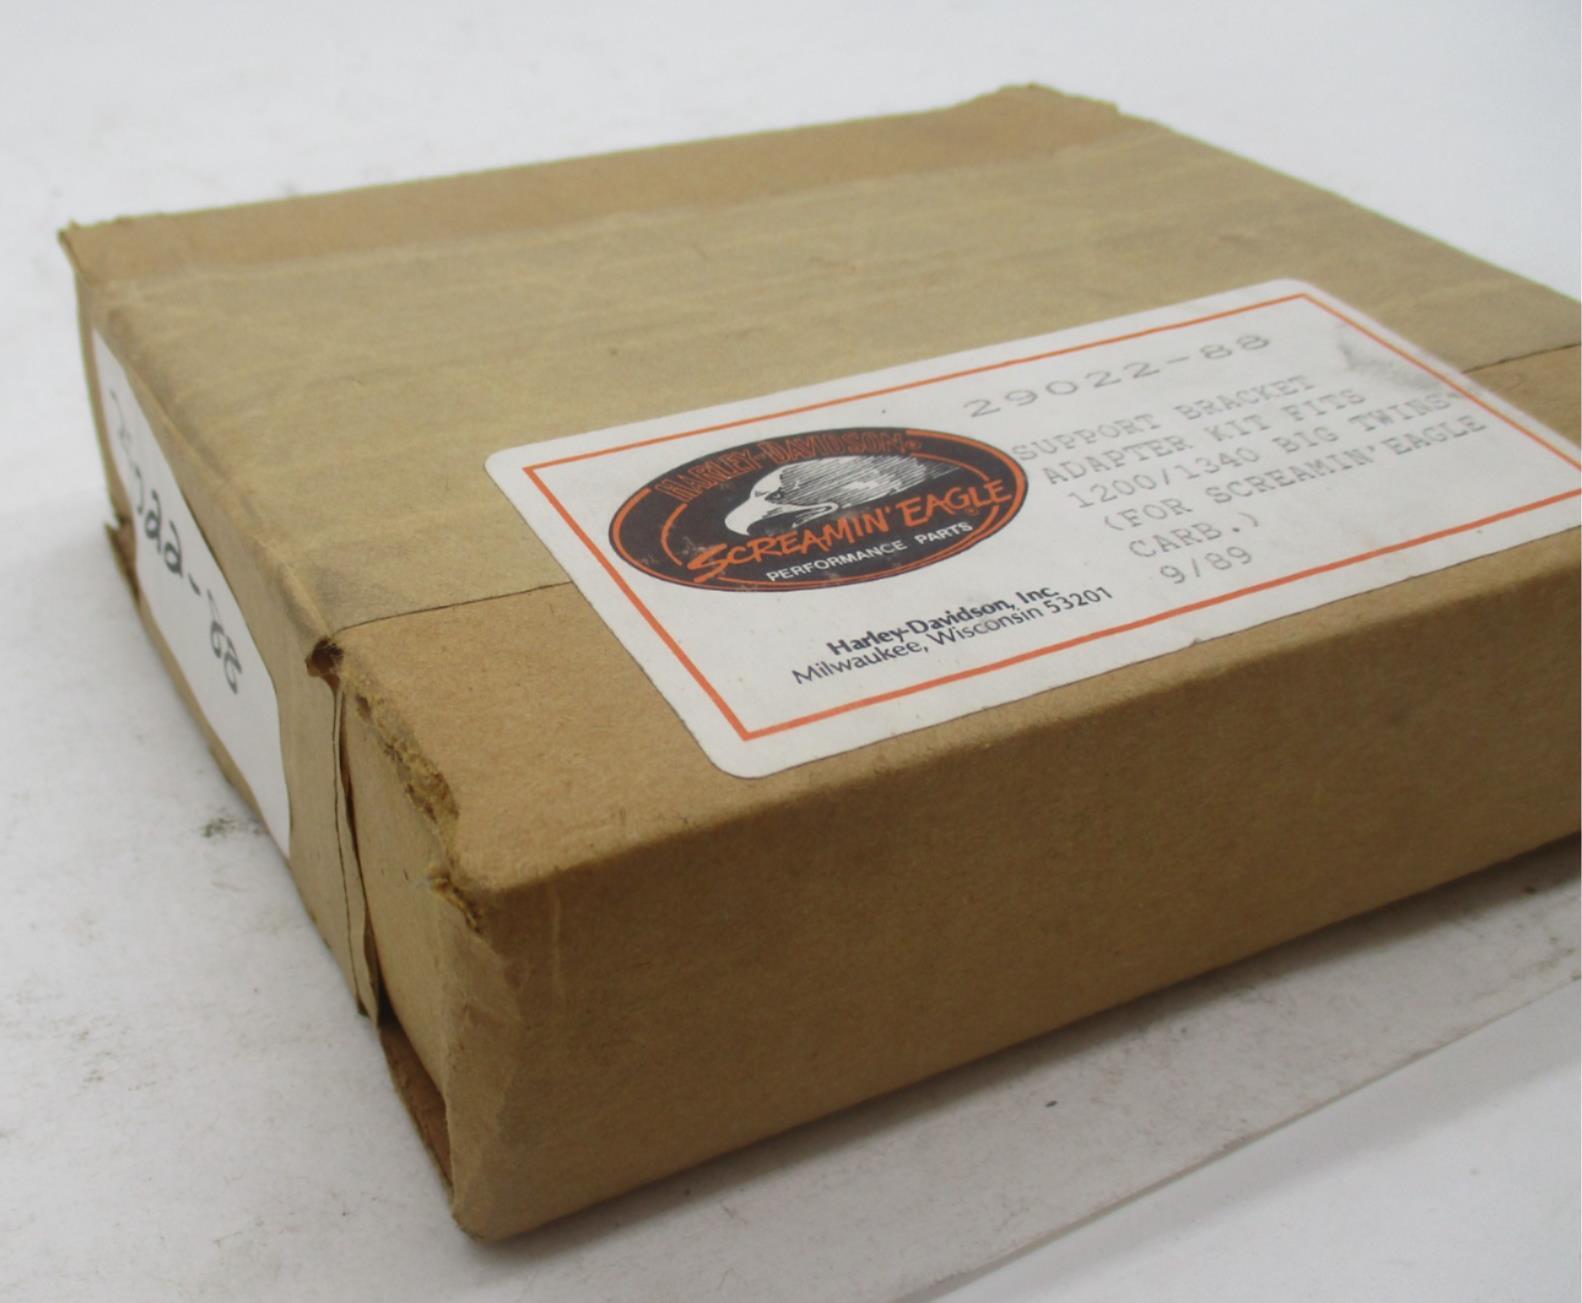 29022-88
SUPPORT BRACKET
ADAPTER KIT FITS
1200/1340 BIG TWINS
(FOR SCREAMIN' EAGLE
CARB.)
9/89
HARLEY-DAVIDSON®
SCREAMIN' EAGLE®
PERFORMANCE PARTS
Harley-Davidson, Inc.
Milwaukee, Wisconsin 53201